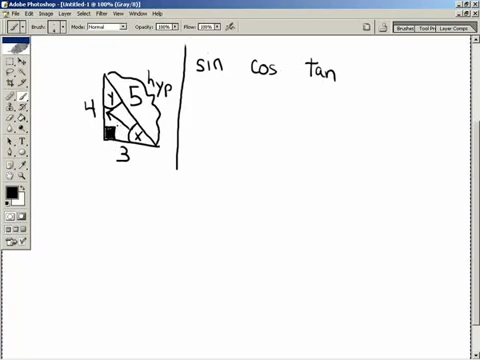 Adobe Photoshop - [Untitled-1 @ 100% (Gray/8)]
File Edit Image Layer Select Filter View Window Help
Brush: Mode: Normal Opacity: 100% Flow: 100% Brushes Tool Pr Layer Comps
sin cos tan
hyp
y 5
4
x
3